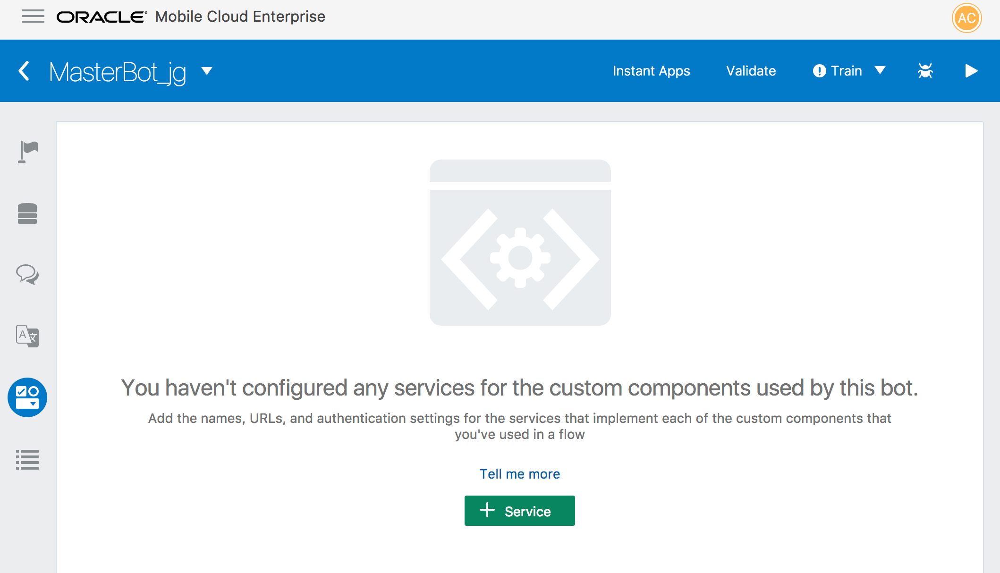 ORACLE® Mobile Cloud Enterprise
AC
MasterBot_jg
Instant Apps
Validate
Train
A 文
You haven't configured any services for the custom components used by this bot.
Add the names, URLs, and authentication settings for the services that implement each of the custom components that
you've used in a flow
Tell me more
Service